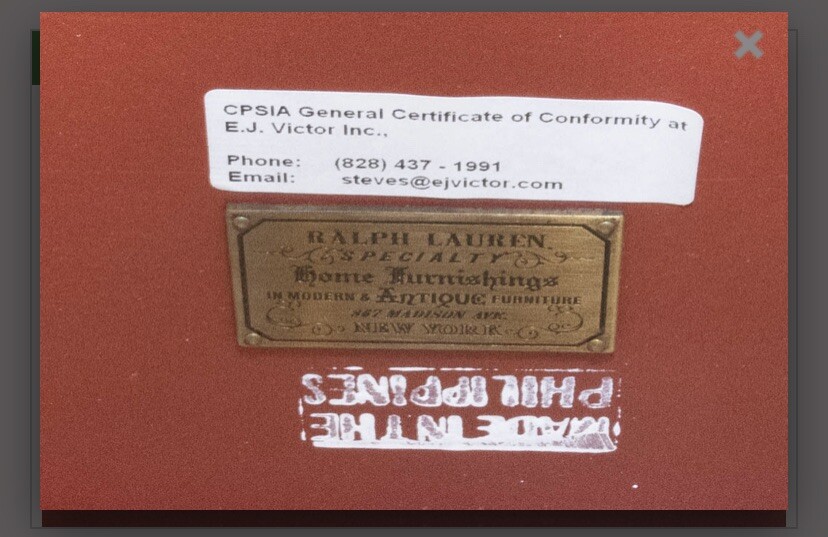 CPSIA General Certificate of Conformity at
E.J. Victor Inc.,
Phone: (828) 437 - 1991
Email: steves@ejvictor.com
RALPH LAUREN.
SPECIALTY
Home Furnishings
IN MODERN & ANTIQUE FURNITURE
867 MADISON AVE.
NEW YORK
MADE IN THE
PHILIPPINES